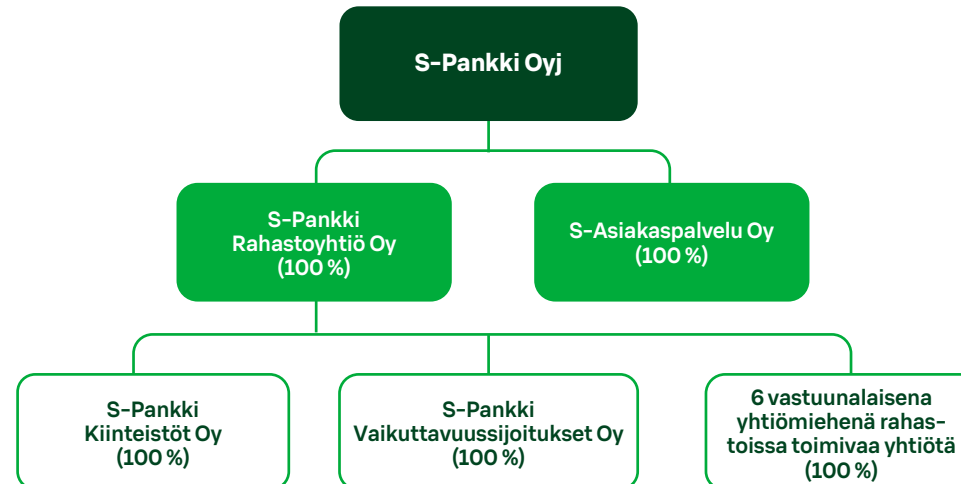 S-Pankki Oyj
S-Pankki
Rahastoyhtiö Oy
(100 %)
S-Asiakaspalvelu Oy
(100 %)
S-Pankki
Kiinteistöt Oy
(100 %)
S-Pankki
Vaikuttavuussijoitukset Oy
(100 %)
6 vastuunalaisena
yhtiömiehenä rahas-
toissa toimivaa yhtiötä
(100 %)